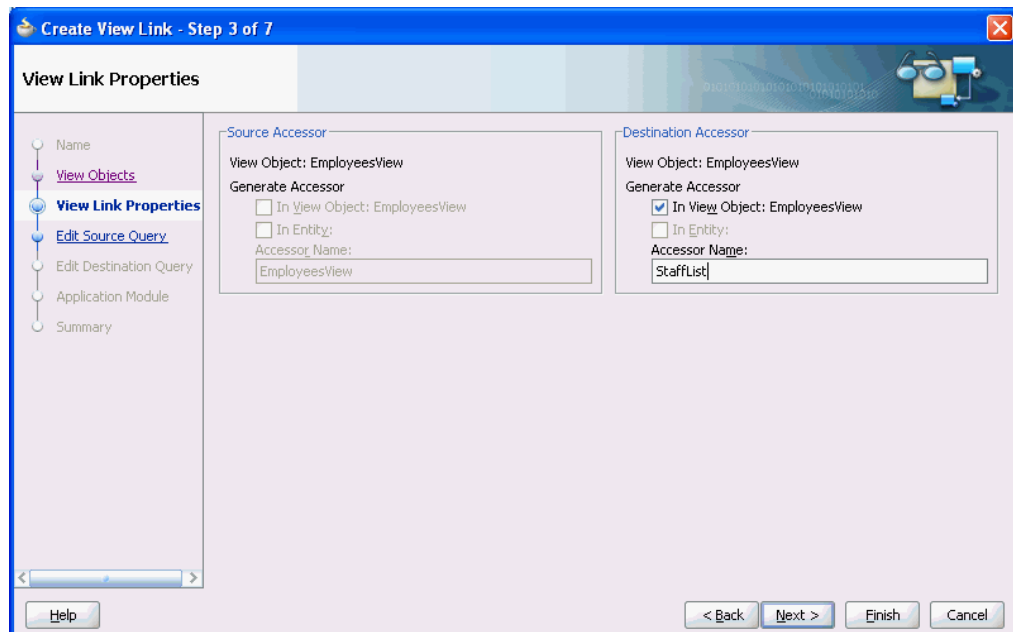 Create View Link - Step 3 of 7
View Link Properties
Name
View Objects
View Link Properties
Edit Source Query
Edit Destination Query
Application Module
Summary
Source Accessor
View Object: EmployeesView
Generate Accessor
In View Object: EmployeesView
In Entity:
Accessor Name:
EmployeesView
Destination Accessor
View Object: EmployeesView
Generate Accessor
In View Object: EmployeesView
In Entity:
Accessor Name:
StaffList
Help
< Back
Next >
Finish
Cancel